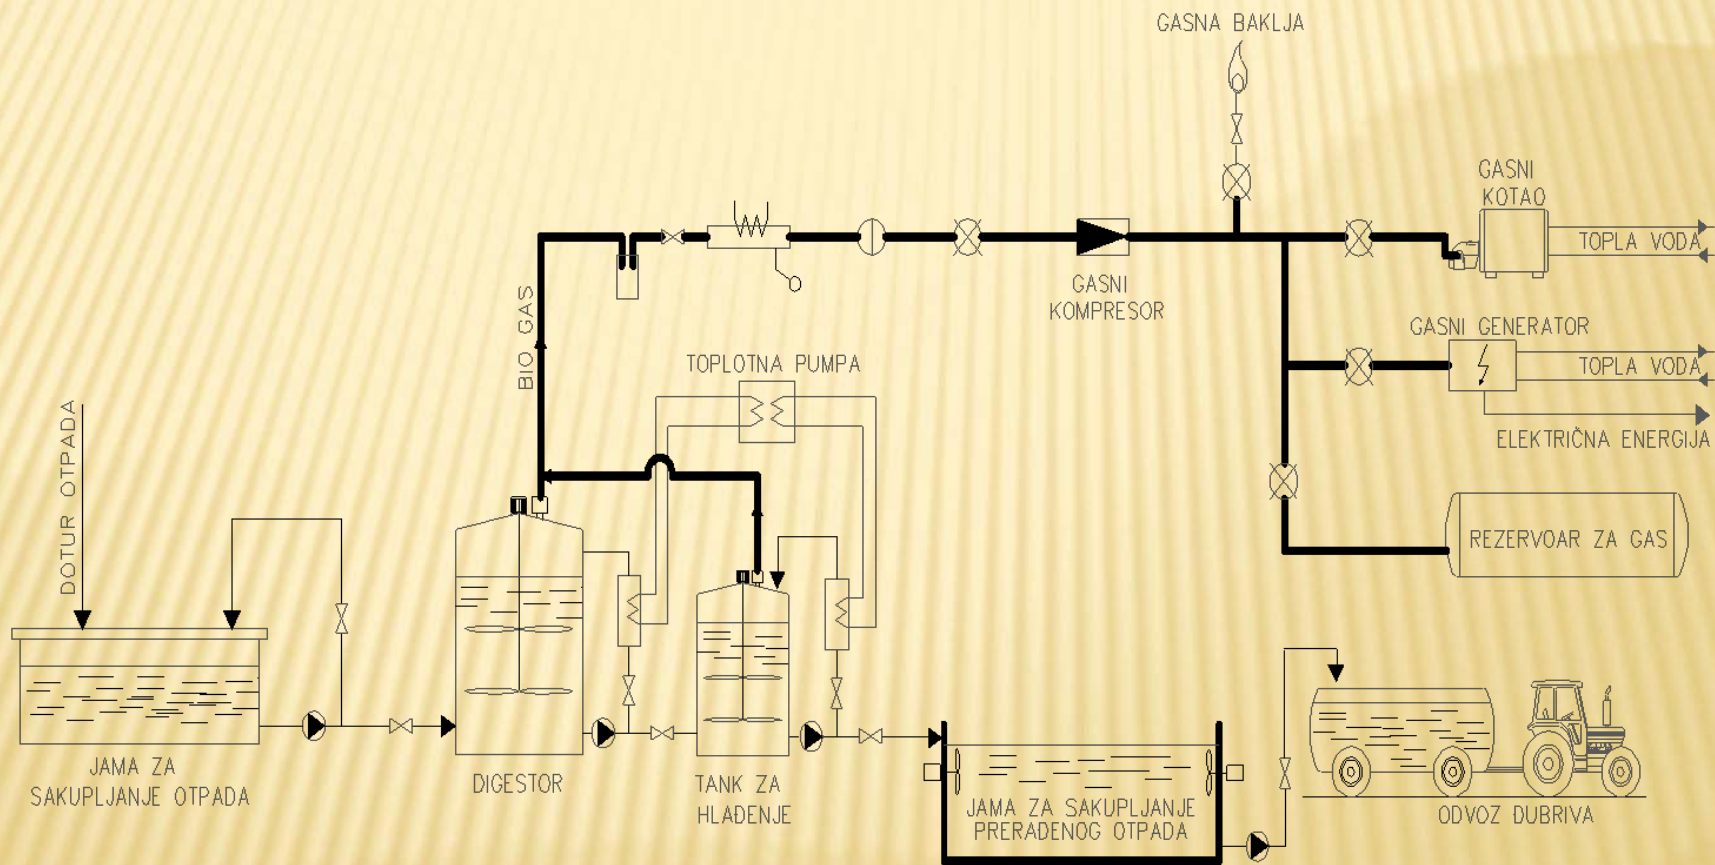 GASNA BAKLJA
GASNI
KOTAO
TOPLA VODA
GASNI
KOMPRESOR
BIO GAS
GASNI GENERATOR
TOPLA VODA
ELEKTRIČNA ENERGIJA
TOPLOTNA PUMPA
DOTUR OTPADA
REZERVOAR ZA GAS
JAMA ZA
SAKUPLJANJE OTPADA
DIGESTOR
TANK ZA
HLAĐENJE
JAMA ZA SAKUPLJANJE
PRERAĐENOG OTPADA
ODVOZ ĐUBRIVA